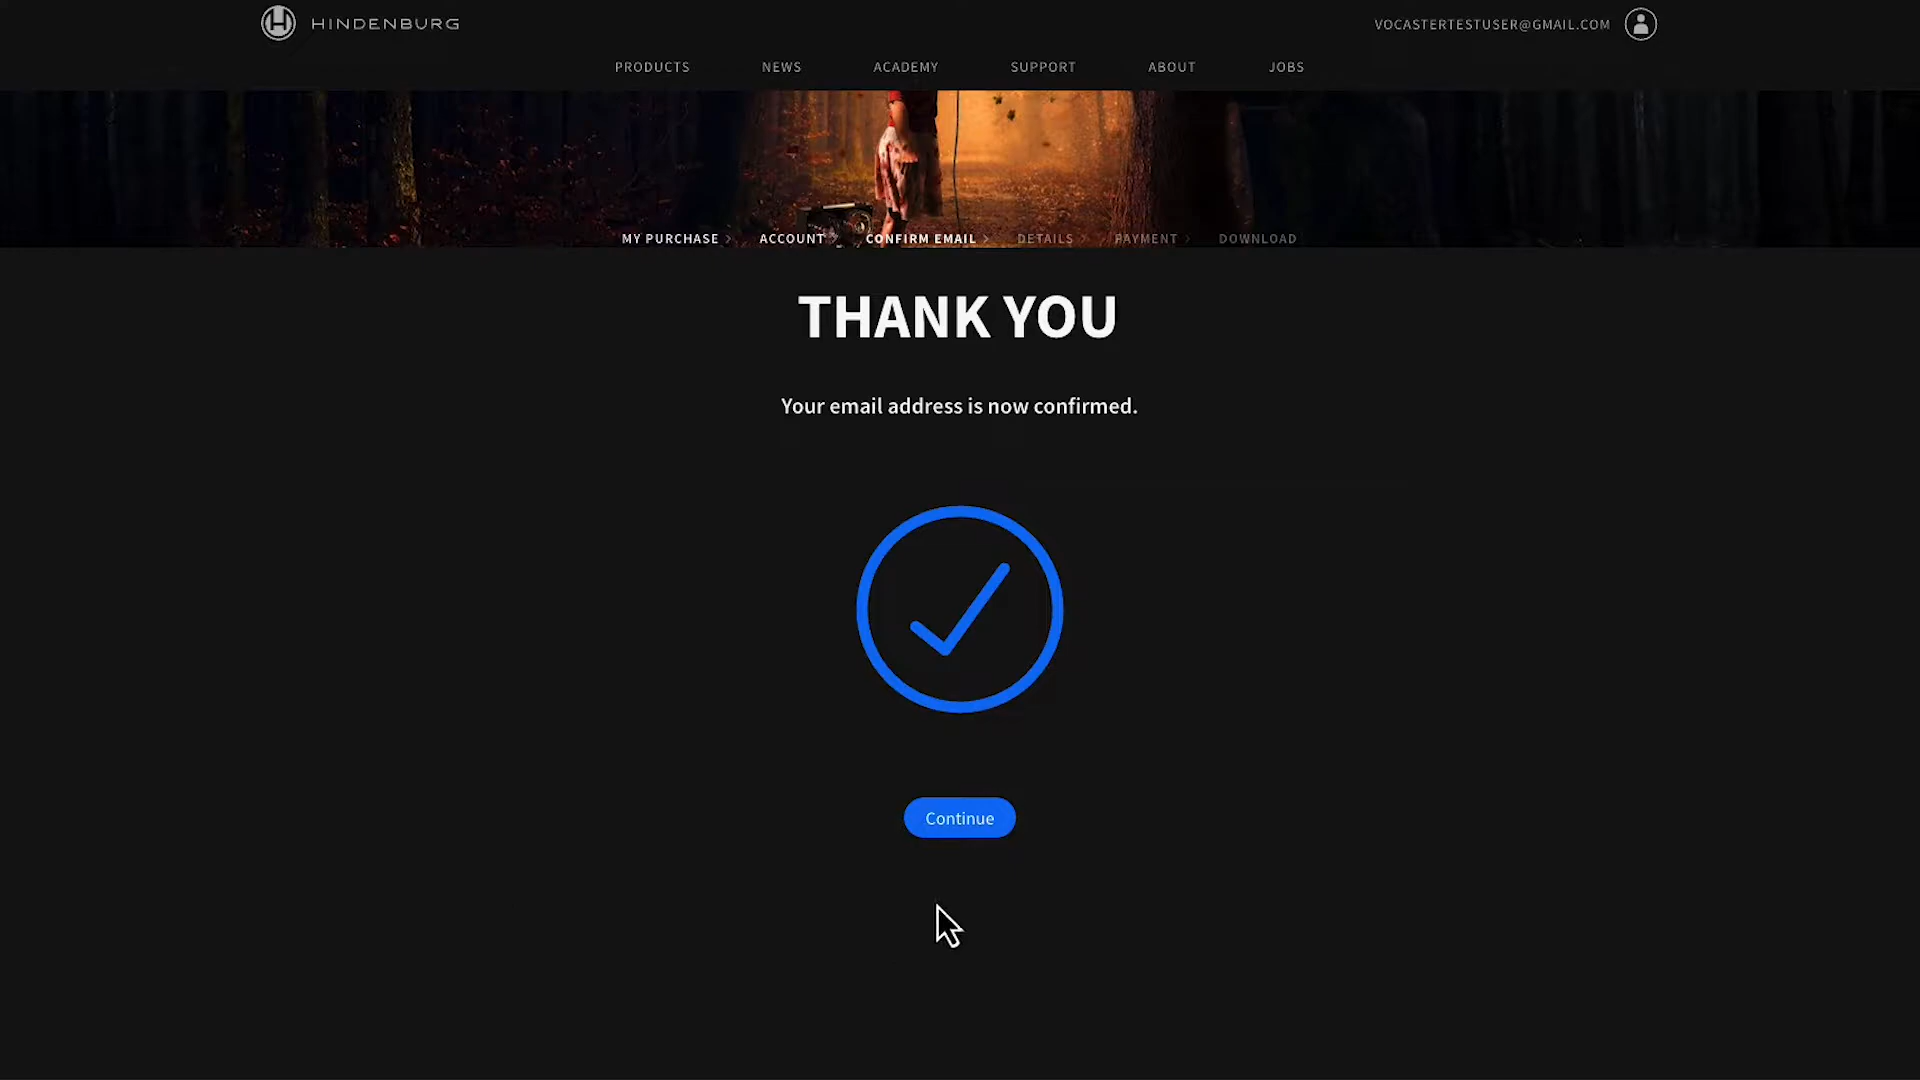 HINDENBURG
VOCASTERTESTUSER@GMAIL.COM
PRODUCTS NEWS ACADEMY SUPPORT ABOUT JOBS
MY PURCHASE > ACCOUNT > CONFIRM EMAIL > DETAILS > PAYMENT > DOWNLOAD
THANK YOU
Your email address is now confirmed.
Continue